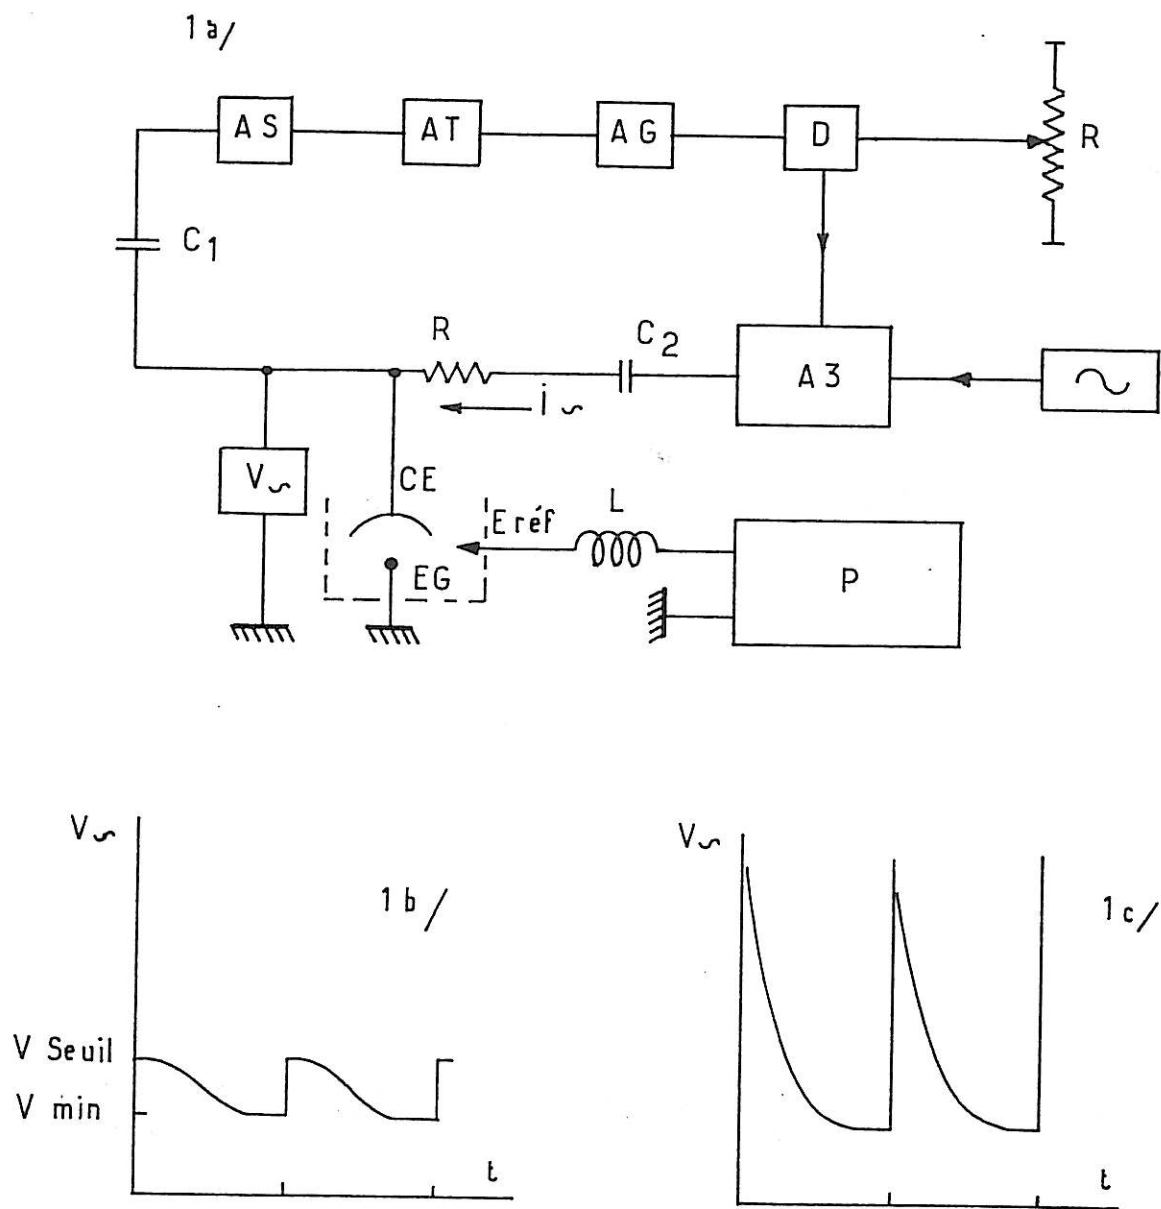 1a/
AS AT AG D R
C1
R C2 A3
i
V CE L
Eréf
EG P
V
1b/
V Seuil
V min
t
V
1c/
t